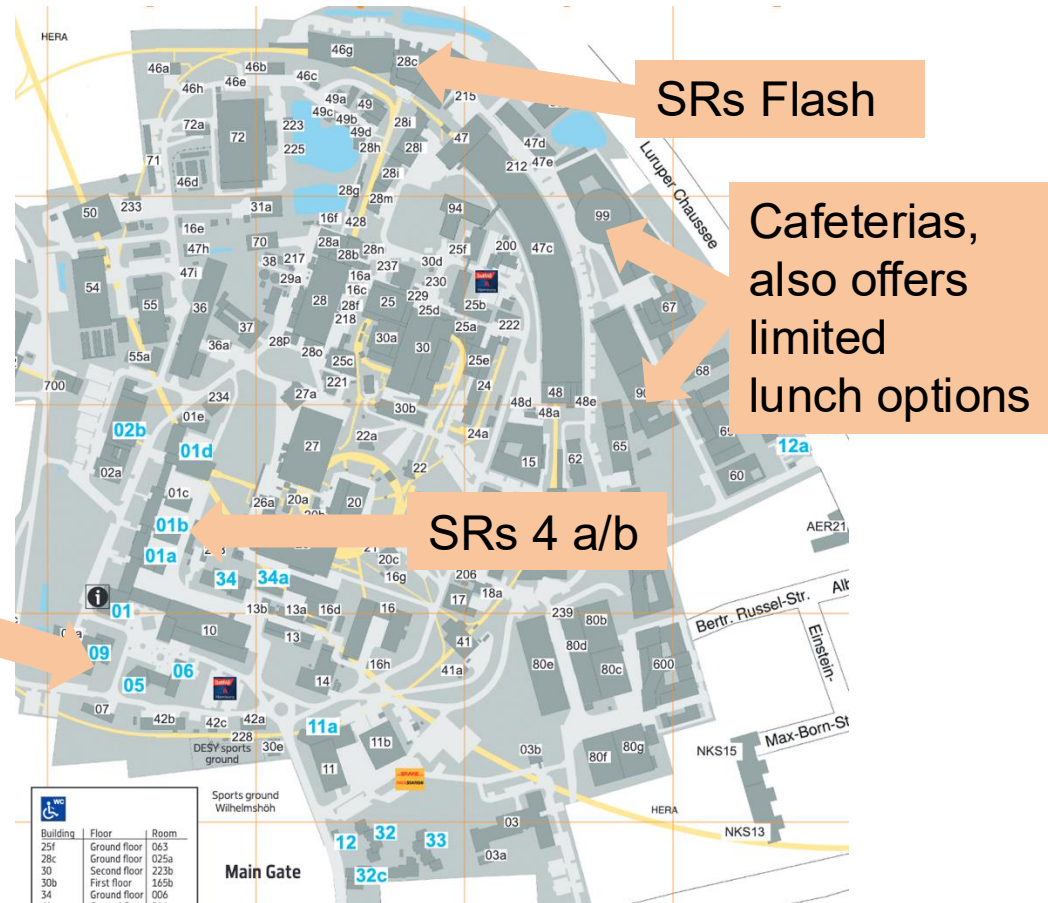 HERA
46g
28c
46a
46b
46c
46e
46h
215
SRs Flash
49a
49
49c
49b
49d
28i
47
72a
72
223
225
28h
28l
47d
212
47e
71
46d
28i
Luruper Chaussee
28g
28m
50
233
31a
16f
428
94
99
Cafeterias,
also offers
limited
lunch options
16e
47h
70
28a
28b
28n
25f
200
47c
38
217
237
30d
47i
29a
16a
230
54
16c
229
55
36
28
28f
25
25d
25b
67
218
37
25a
222
36a
28p
30a
30
55a
28o
25c
25e
68
700
221
24
234
27a
48
01e
30b
48d
48a
48e
02b
22a
24a
01d
27
65
12a
02a
22
15
62
60
01c
26a
20a
20
01b
SRs 4 a/b
AER21
01a
20c
34
34a
16g
206
18a
01
17
Bertr. Russel-Str.
13b
13a
16d
16
239
80b
Einstein-
10
13
41
80d
09
16h
80e
80c
600
06
41a
05
14
07
42b
42c
42a
11a
228
11b
Max-Born-St
DESY sports
ground
30e
03b
80f
80g
NKS15
11
Sports ground
Wilhelmshöh
HERA
WC
12
32
33
03
NKS13
Building Floor Room
25f Ground floor 063
03a
28c Ground floor 025a
Main Gate
32c
30 Second floor 223b
30b First floor 165b
34 Ground floor 006